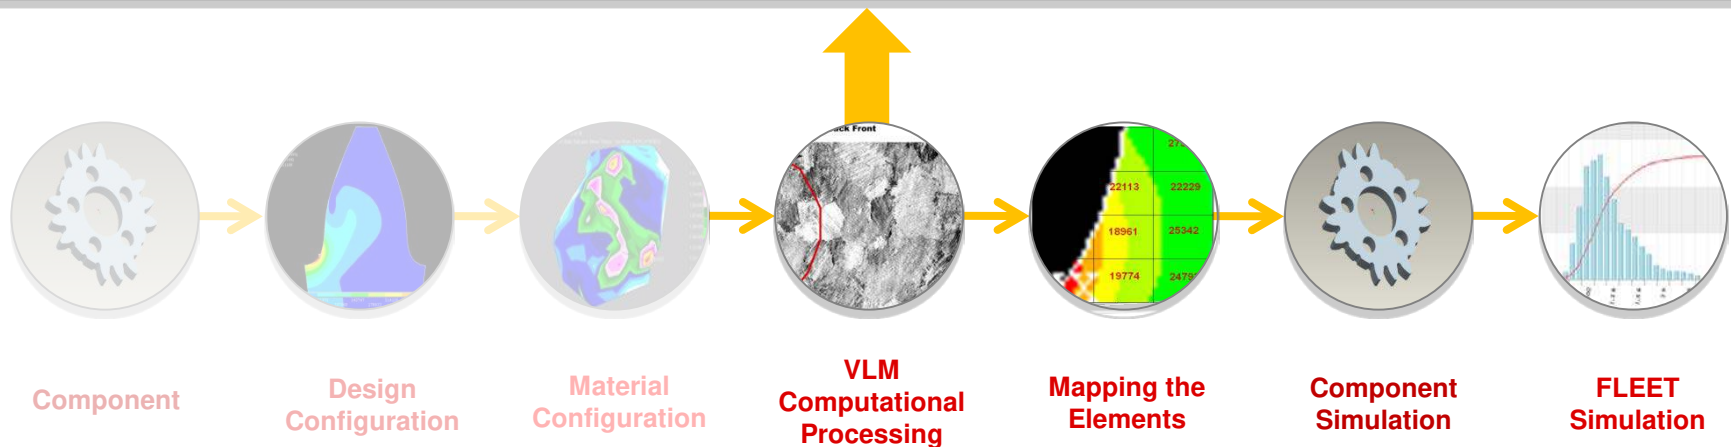 ck Front
22113
22229
18961
25342
19774
Component
Design
Configuration
Material
Configuration
VLM
Computational
Processing
Mapping the
Elements
Component
Simulation
FLEET
Simulation